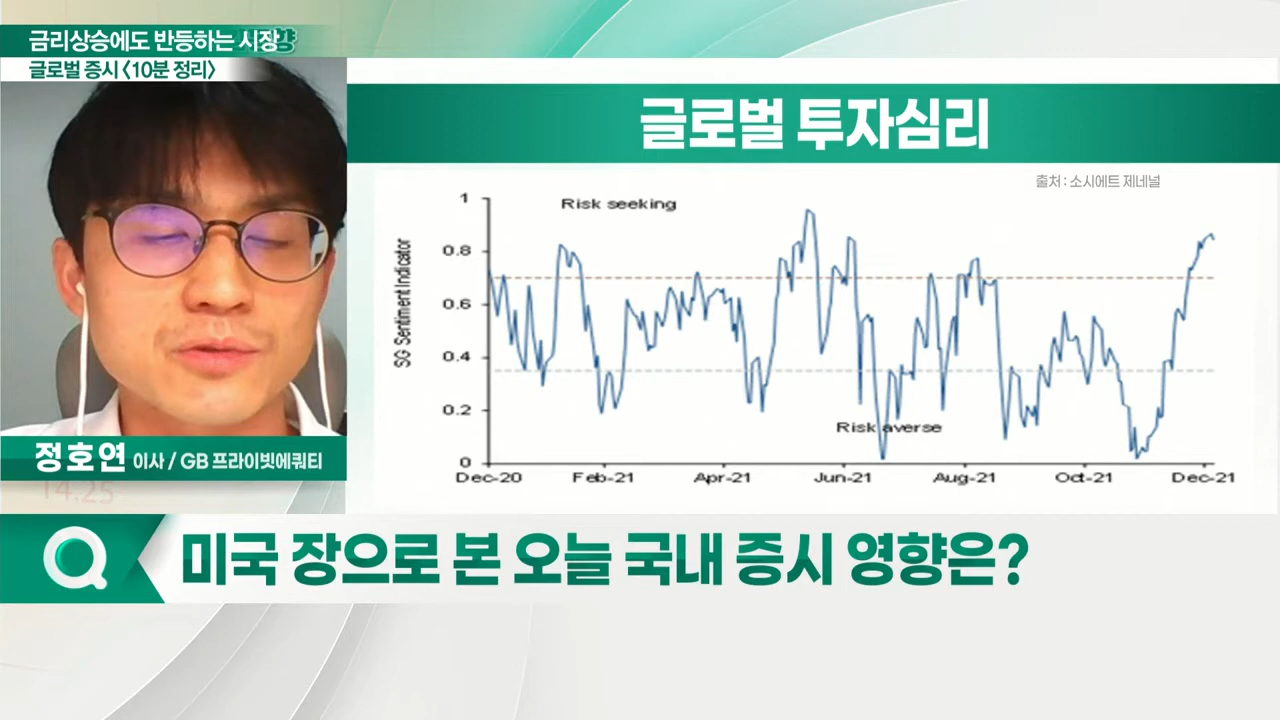 금리상승에도 반등하는 시장
글로벌 증시 <10분 정리>
글로벌 투자심리
출처 : 소시에트 제네널
Risk seeking
SG Sentiment Indicator
1
0.8
0.6
0.4
0.2
0
Risk averse
Dec-20 Feb-21 Apr-21 Jun-21 Aug-21 Oct-21 Dec-21
정호연 이사 / GB 프라이빗에쿼티
14.25
Q 미국 장으로 본 오늘 국내 증시 영향은?